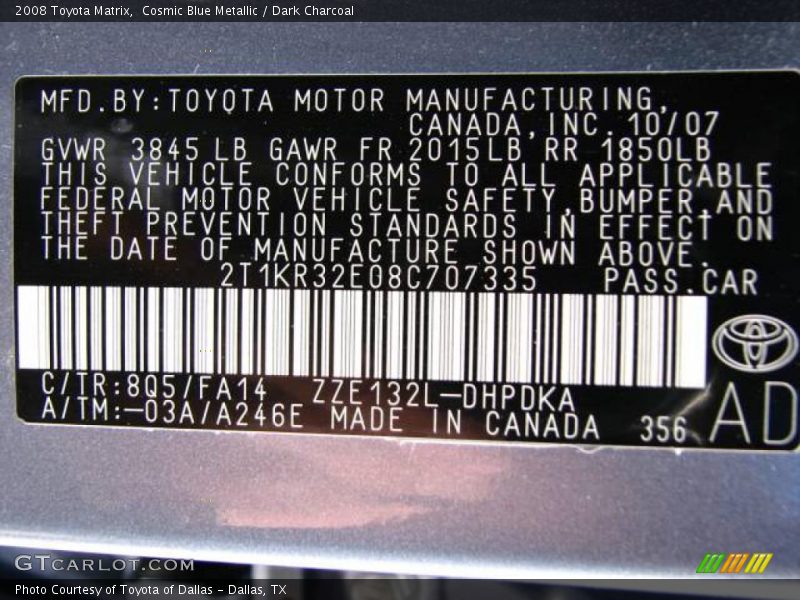 2008 Toyota Matrix,  Cosmic Blue Metallic / Dark Charcoal
MFD.BY:TOYOTA MOTOR MANUFACTURING,
CANADA,INC. 10/07
GVWR 3845 LB GAWR FR 2015LB RR 1850LB
THIS VEHICLE CONFORMS TO ALL APPLICABLE
FEDERAL MOTOR VEHICLE SAFETY,BUMPER AND
THEFT PREVENTION STANDARDS IN EFFECT ON
THE DATE OF MANUFACTURE SHOWN ABOVE.
2T1KR32E08C707335 PASS.CAR
C/TR:8Q5/FA14 ZZE132L-DHPDKA
A/TM:-03A/A246E MADE IN CANADA 356 AD
GTCARLOT.COM
Photo Courtesy of Toyota of Dallas - Dallas, TX